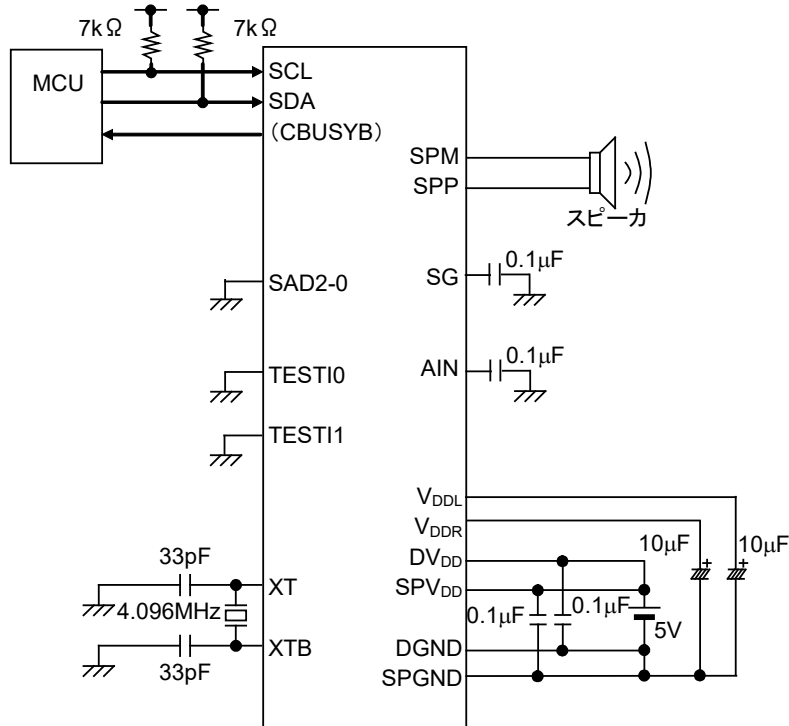 7kΩ
7kΩ
MCU
SCL
SDA
（CBUSYB）
SPM
SPP
スピーカ
SAD2-0
SG
0.1μF
TESTI0
AIN
0.1μF
TESTI1
VDDL
VDDR
DVDD
SPVDD
10μF
10μF
33pF
XT
4.096MHz
XTB
33pF
0.1μF
0.1μF
5V
DGND
SPGND